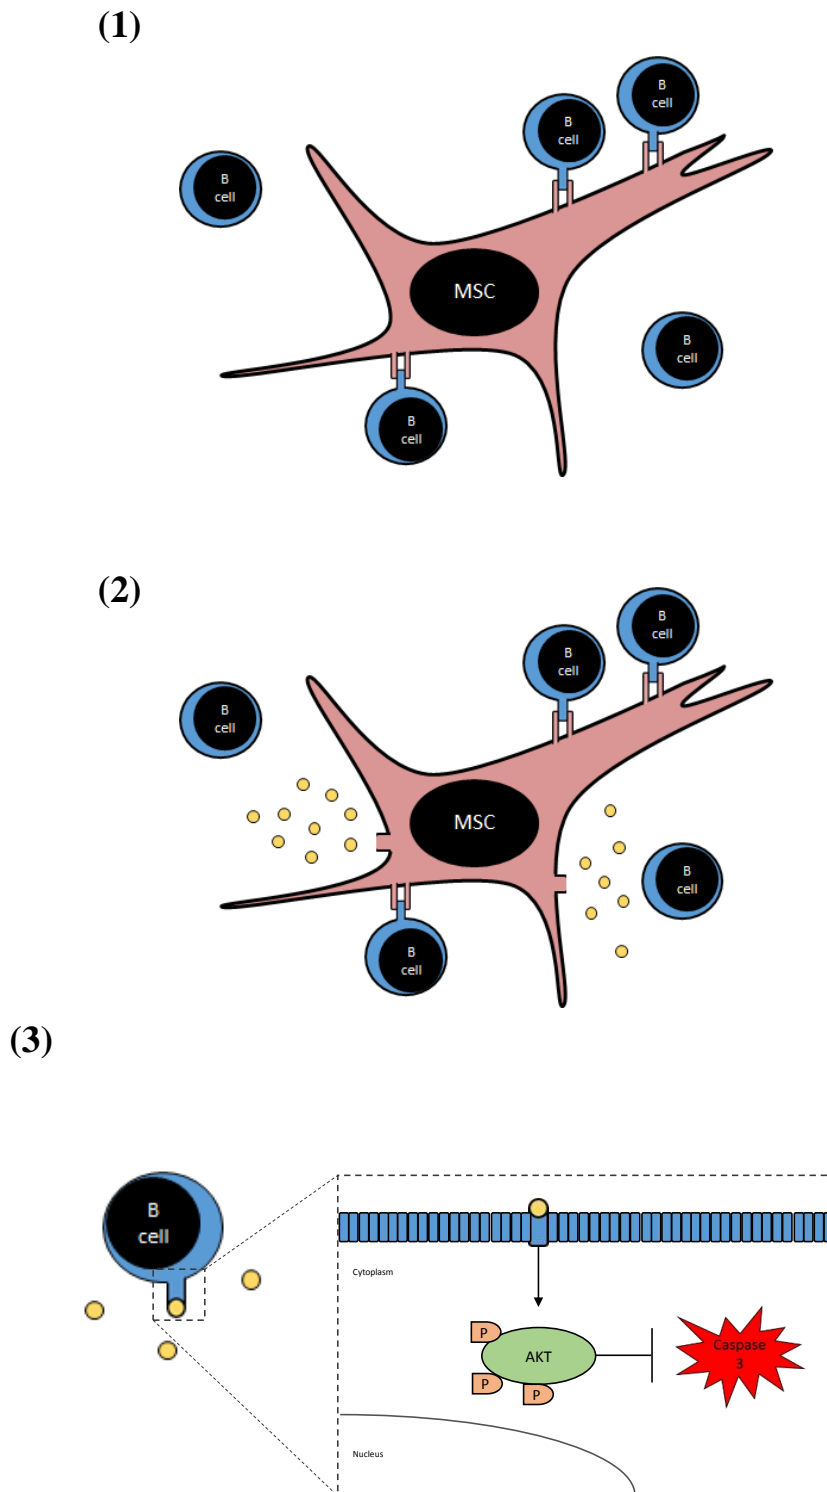 (1)
B
cell
B
cell
B
cell
MSC
B
cell
B
cell
(2)
B
cell
B
cell
B
cell
MSC
B
cell
B
cell
(3)
B
cell
Cytoplasm
P
AKT
P
P
Caspase
3
Nucleus